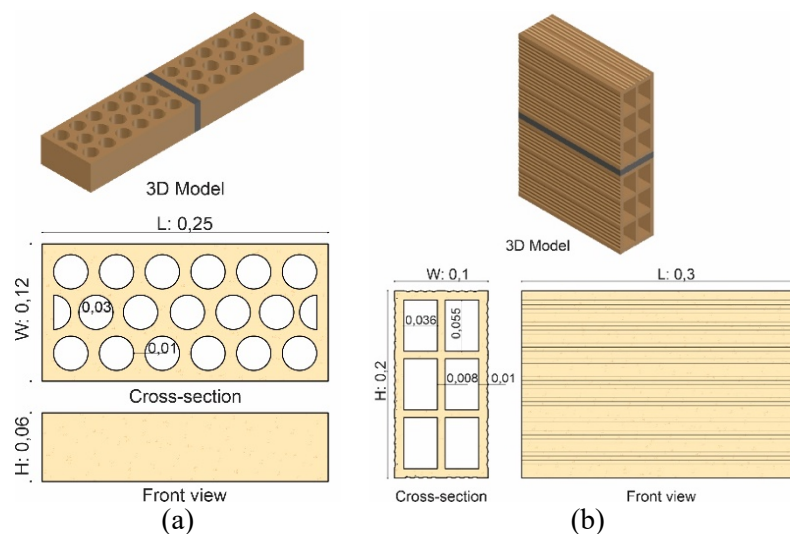 3D Model
L: 0,25
W: 0,12
0,03
0,01
Cross-section
H: 0,06
Front view
(a)
3D Model
W: 0,1
L: 0,3
H: 0,2
0,036
0,055
0,008
0,01
Cross-section
Front view
(b)